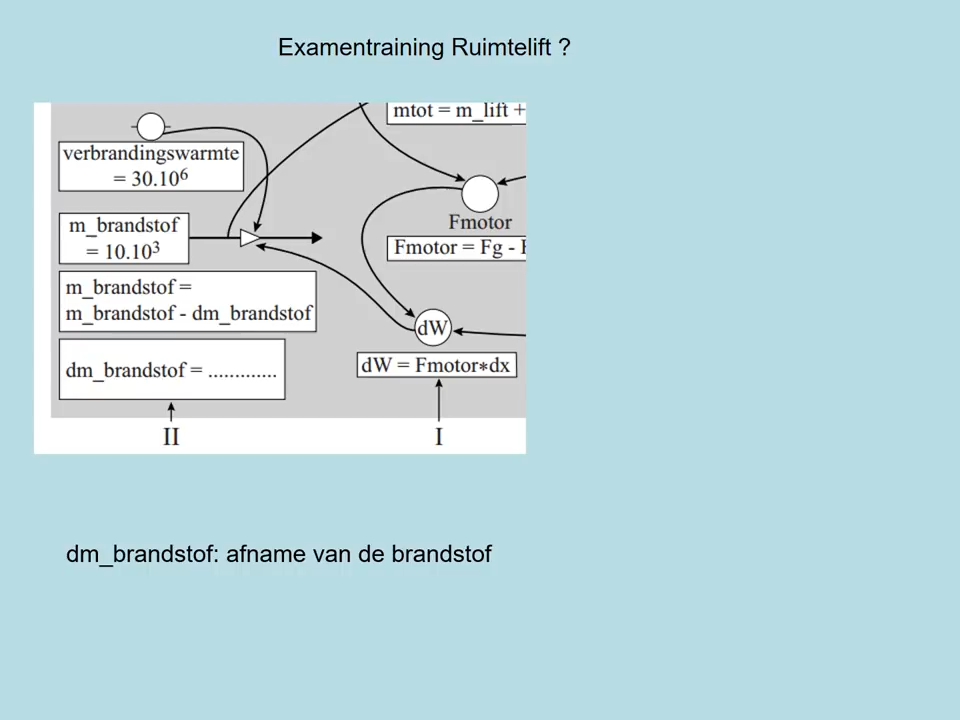 Examentraining Ruimtelift ?
mtot = m_lift +
verbrandingswarmte
= 30.10⁶
m_brandstof
= 10.10³
Fmotor
Fmotor = Fg - F
m_brandstof =
m_brandstof - dm_brandstof
dW
dm_brandstof = .............
dW = Fmotor*dx
II
I
dm_brandstof: afname van de brandstof